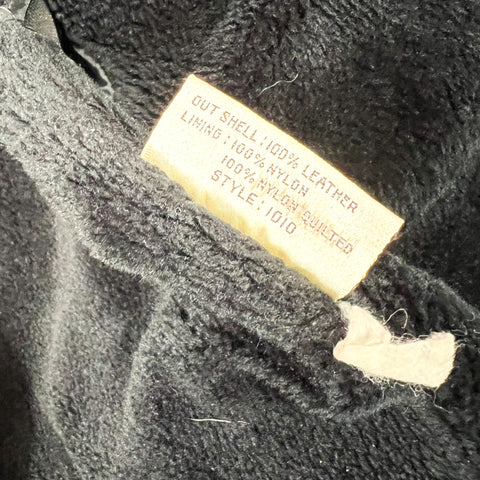 OUT SHELL: 100% LEATHER
LINING: 100% NYLON
100% NYLON QUILTED
STYLE: 1010